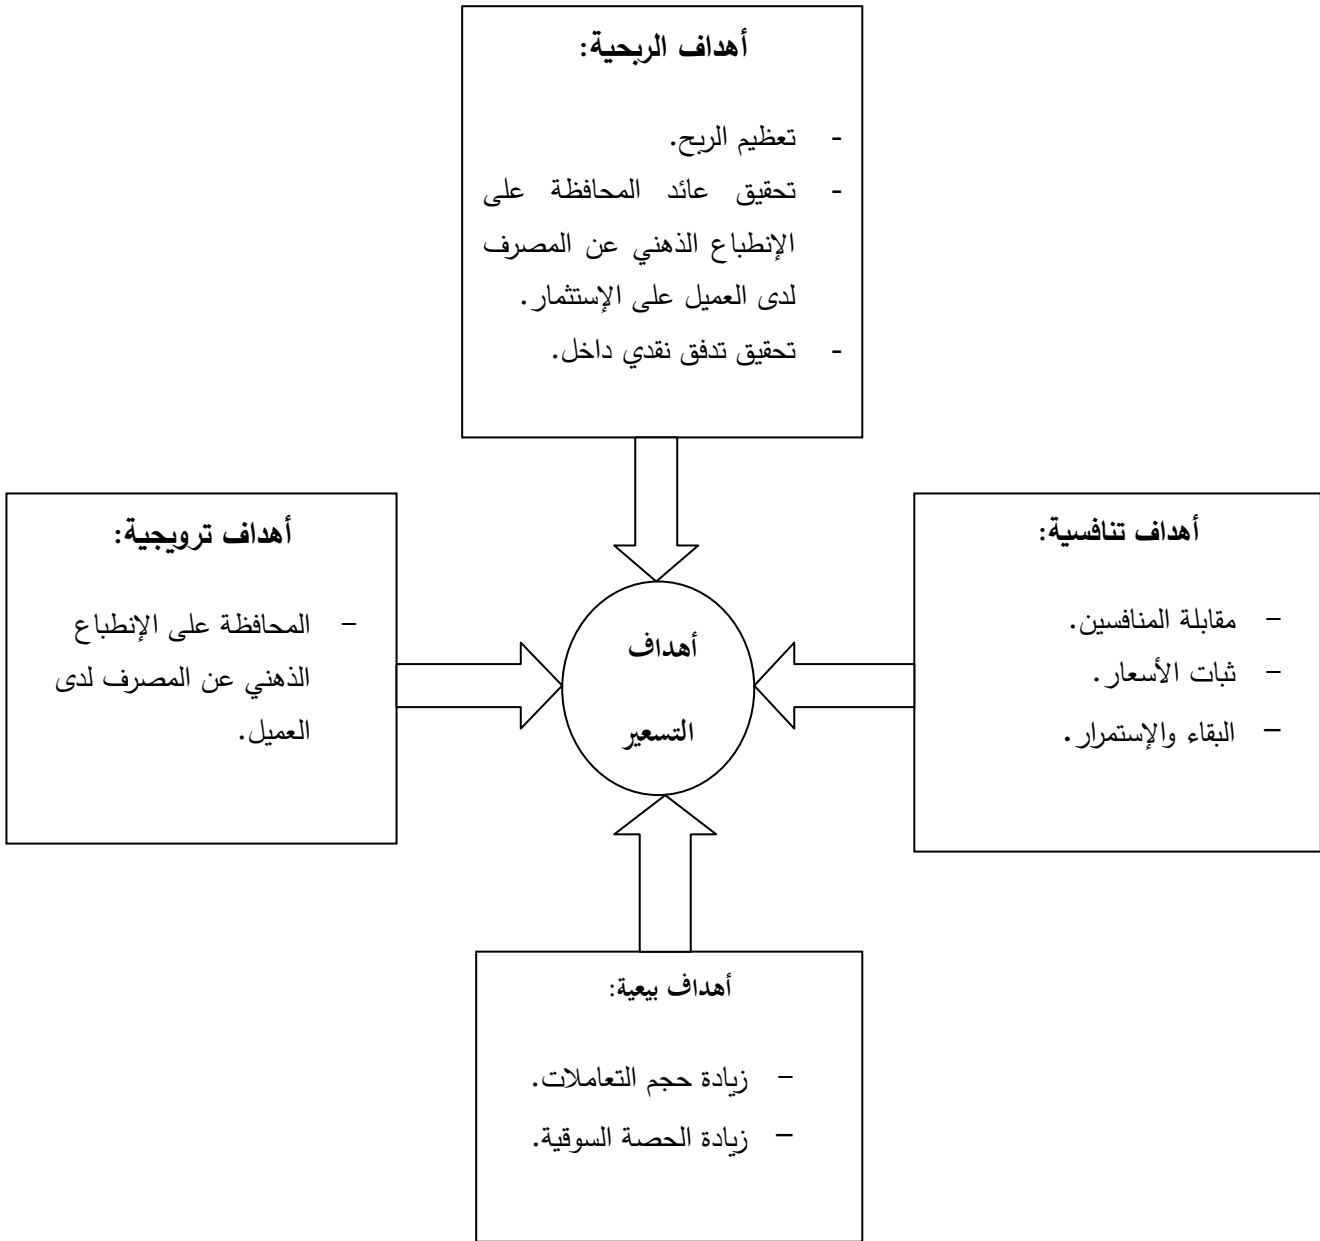 أهداف الربحية:
- تعظيم الربح.
- تحقيق عائد المحافظة على
الإنطباع الذهني عن المصرف
لدى العميل على الإستثمار.
- تحقيق تدفق نقدي داخل.
أهداف تنافسية:
- مقابلة المنافسين.
- ثبات الأسعار.
- البقاء والإستمرار.
أهداف
التسعير
أهداف ترويجية:
- المحافظة على الإنطباع
الذهني عن المصرف لدى
العميل.
أهداف بيعية:
- زيادة حجم التعاملات.
- زيادة الحصة السوقية.